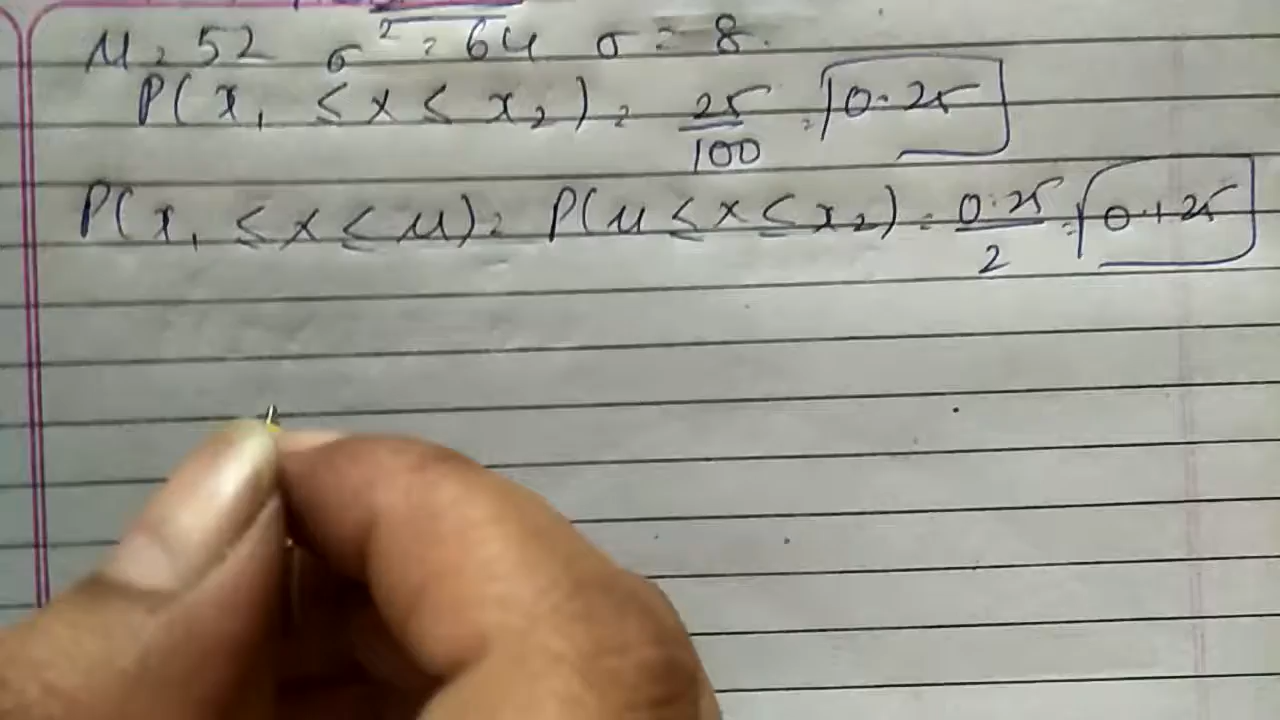 μ = 52 σ² = 64 σ = 8.
P(x₁ ≤ x ≤ x₂) = 25/100 = 0.25
P(x₁ ≤ x ≤ μ) = P(μ ≤ x ≤ x₂) = 0.25/2 = 0.125